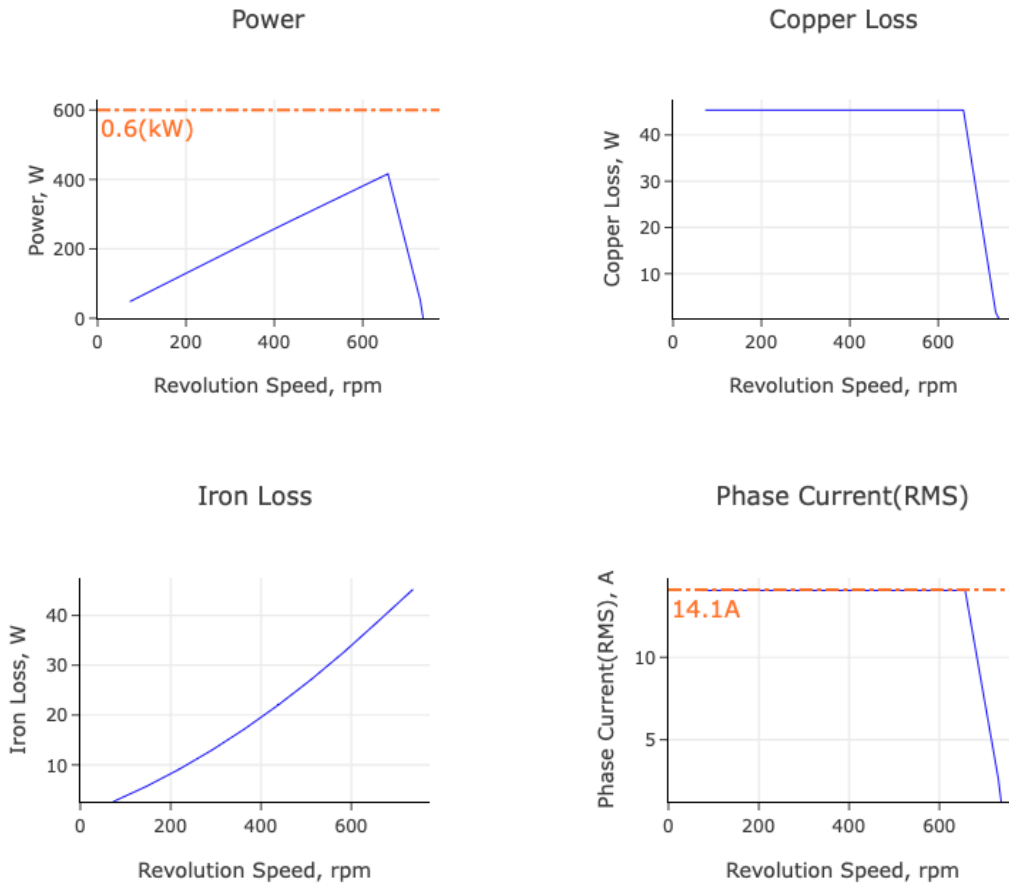 Power
600
0.6(kW)
400
200
0
Power, W
0
200
400
600
Revolution Speed, rpm
Copper Loss
40
30
20
10
Copper Loss, W
0
200
400
600
Revolution Speed, rpm
Iron Loss
40
30
20
10
Iron Loss, W
0
200
400
600
Revolution Speed, rpm
Phase Current(RMS)
14.1A
10
5
Phase Current(RMS), A
0
200
400
600
Revolution Speed, rpm